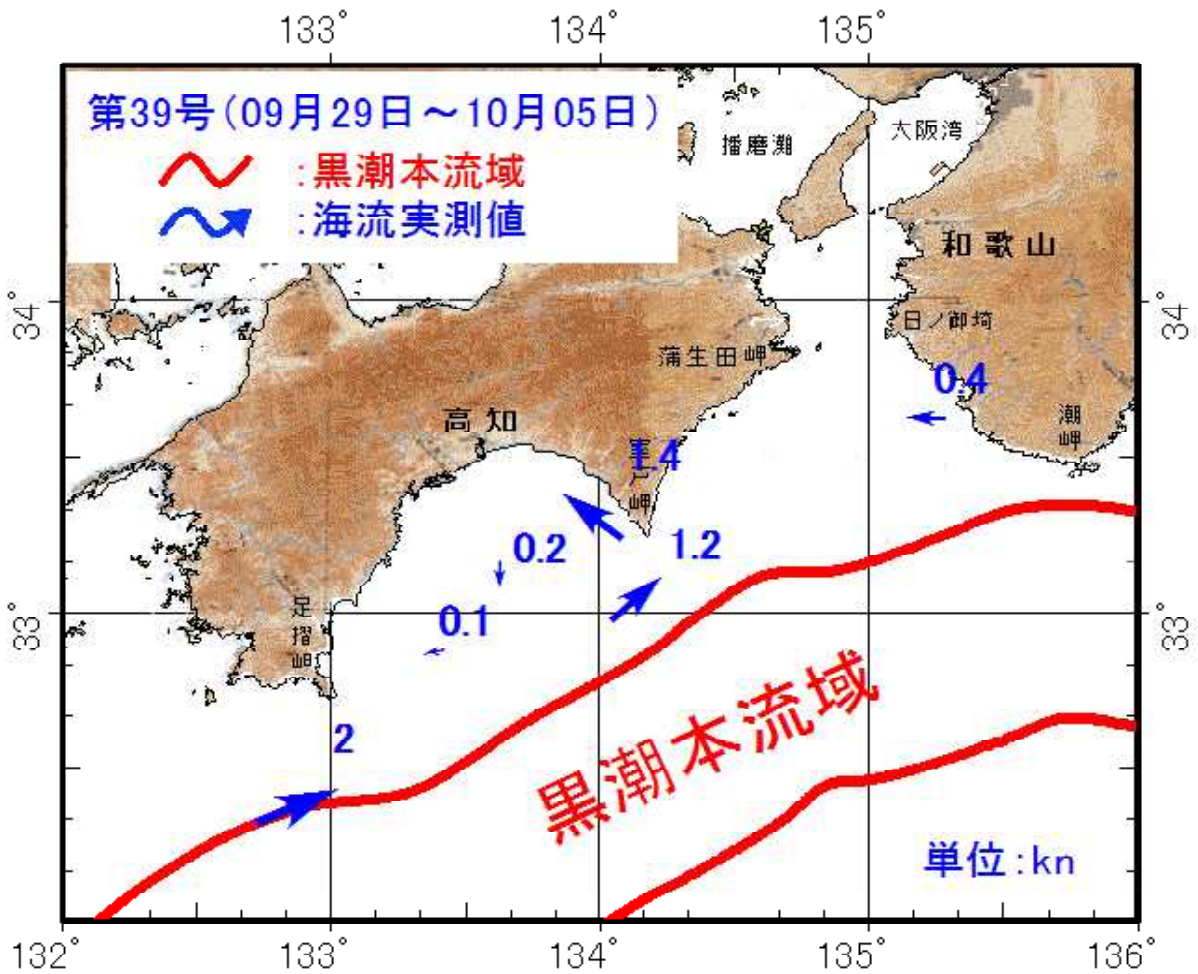 133°
134°
135°
第39号(09月29日～10月05日)
:黒潮本流域
:海流実測値
播磨灘
大阪湾
和歌山
34°
34°
日ノ御埼
蒲生田岬
0.4
高知
潮岬
室戸岬
1.4
0.2
1.2
33°
33°
足摺岬
0.1
2
黒潮本流域
単位:kn
132°
133°
134°
135°
136°